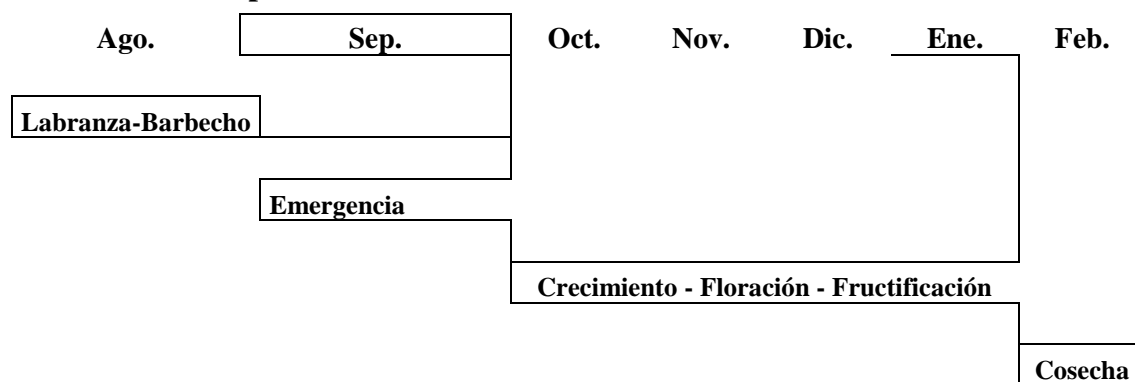 Ago. Sep. Oct. Nov. Dic. Ene. Feb.
Labranza-Barbecho
Emergencia
Crecimiento - Floración - Fructificación
Cosecha